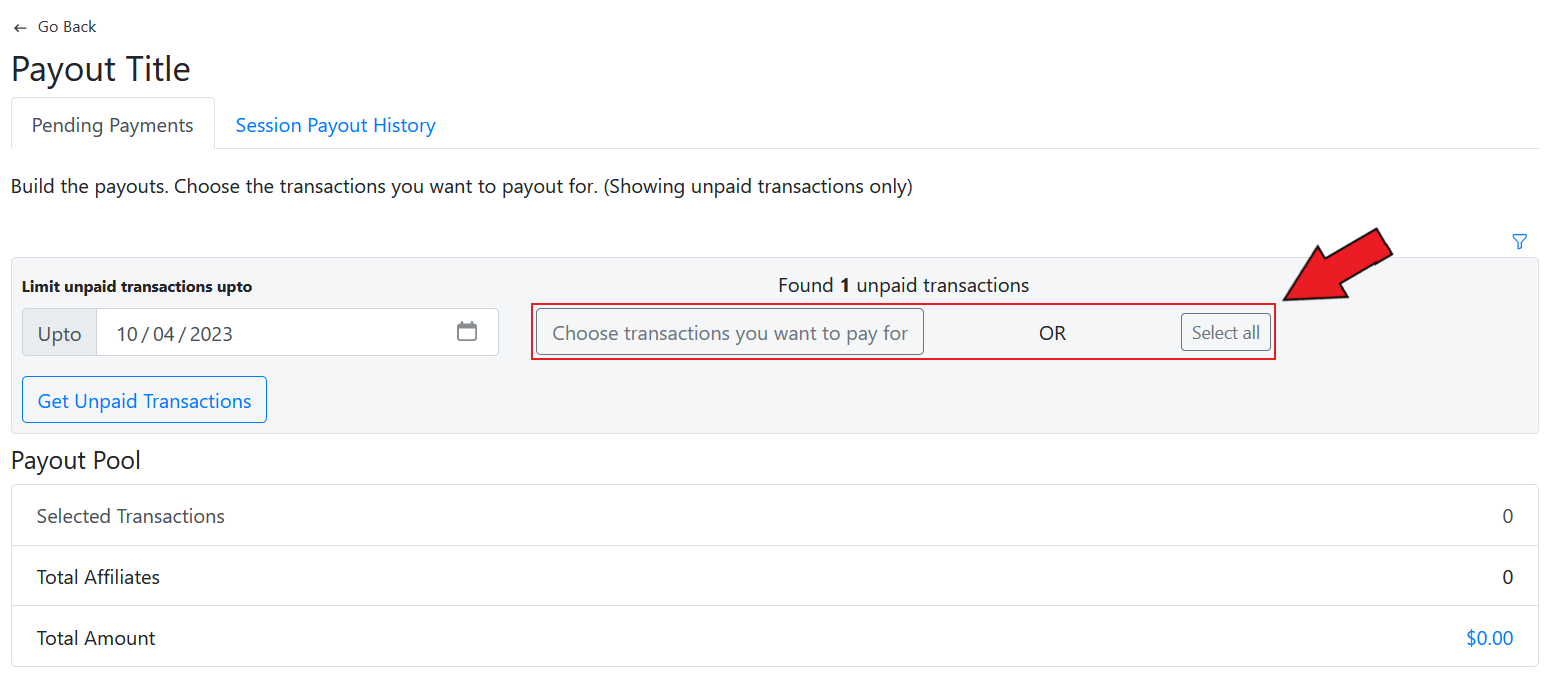 ← Go Back
Payout Title
Pending Payments Session Payout History
Build the payouts. Choose the transactions you want to payout for. (Showing unpaid transactions only)
Limit unpaid transactions upto
Found 1 unpaid transactions
Upto 10/04/2023
Choose transactions you want to pay for OR Select all
Get Unpaid Transactions
Payout Pool
Selected Transactions 0
Total Affiliates 0
Total Amount $0.00